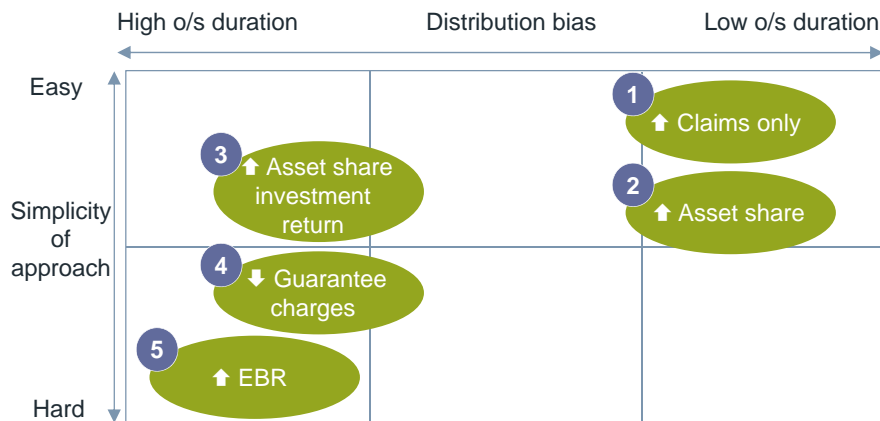 High o/s duration
Distribution bias
Low o/s duration
Easy
Simplicity
of
approach
Hard
1
Claims only
2
Asset share
3
Asset share
investment
return
4
Guarantee
charges
5
EBR